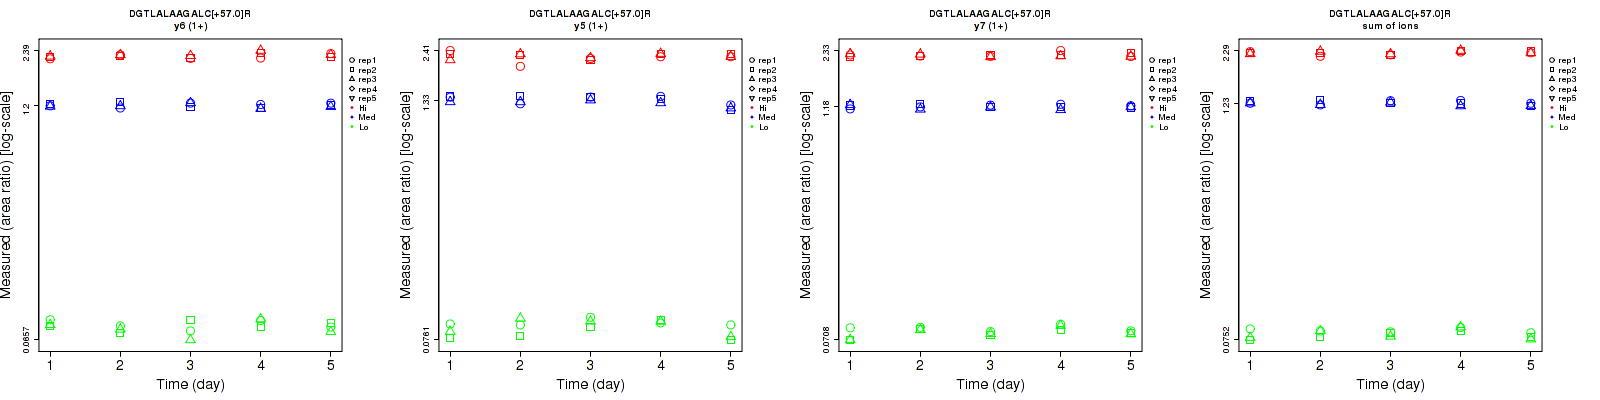 DGTLALAAGALC[+57.0]R
y6 (1+)
Measured (area ratio) [log-scale]
2.39
1.2
0.0657
1 2 3 4 5
Time (day)
rep1
rep2
rep3
rep4
rep5
Hi
Med
Lo
DGTLALAAGALC[+57.0]R
y5 (1+)
Measured (area ratio) [log-scale]
2.41
1.33
0.0761
1 2 3 4 5
Time (day)
rep1
rep2
rep3
rep4
rep5
Hi
Med
Lo
DGTLALAAGALC[+57.0]R
y7 (1+)
Measured (area ratio) [log-scale]
2.33
1.18
0.0708
1 2 3 4 5
Time (day)
rep1
rep2
rep3
rep4
rep5
Hi
Med
Lo
DGTLALAAGALC[+57.0]R
sum of ions
Measured (area ratio) [log-scale]
2.29
1.23
0.0752
1 2 3 4 5
Time (day)
rep1
rep2
rep3
rep4
rep5
Hi
Med
Lo